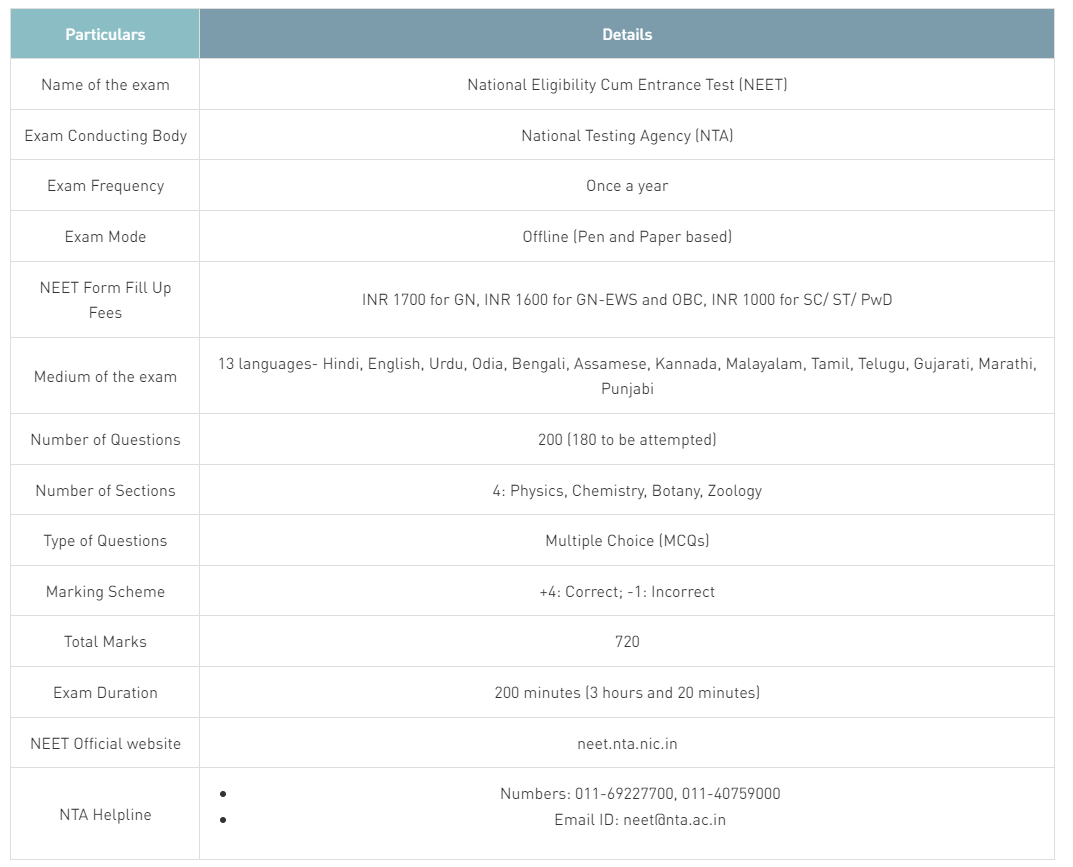 Particulars Details
Name of the exam National Eligibility Cum Entrance Test (NEET)
Exam Conducting Body National Testing Agency (NTA)
Exam Frequency Once a year
Exam Mode Offline (Pen and Paper based)
NEET Form Fill Up
Fees
INR 1700 for GN, INR 1600 for GN-EWS and OBC, INR 1000 for SC/ ST/ PwD
Medium of the exam
13 languages- Hindi, English, Urdu, Odia, Bengali, Assamese, Kannada, Malayalam, Tamil, Telugu, Gujarati, Marathi,
Punjabi
Number of Questions 200 (180 to be attempted)
Number of Sections 4: Physics, Chemistry, Botany, Zoology
Type of Questions Multiple Choice (MCQs)
Marking Scheme +4: Correct; -1: Incorrect
Total Marks 720
Exam Duration 200 minutes (3 hours and 20 minutes)
NEET Official website neet.nta.nic.in
NTA Helpline
• Numbers: 011-69227700, 011-40759000
• Email ID: neet@nta.ac.in